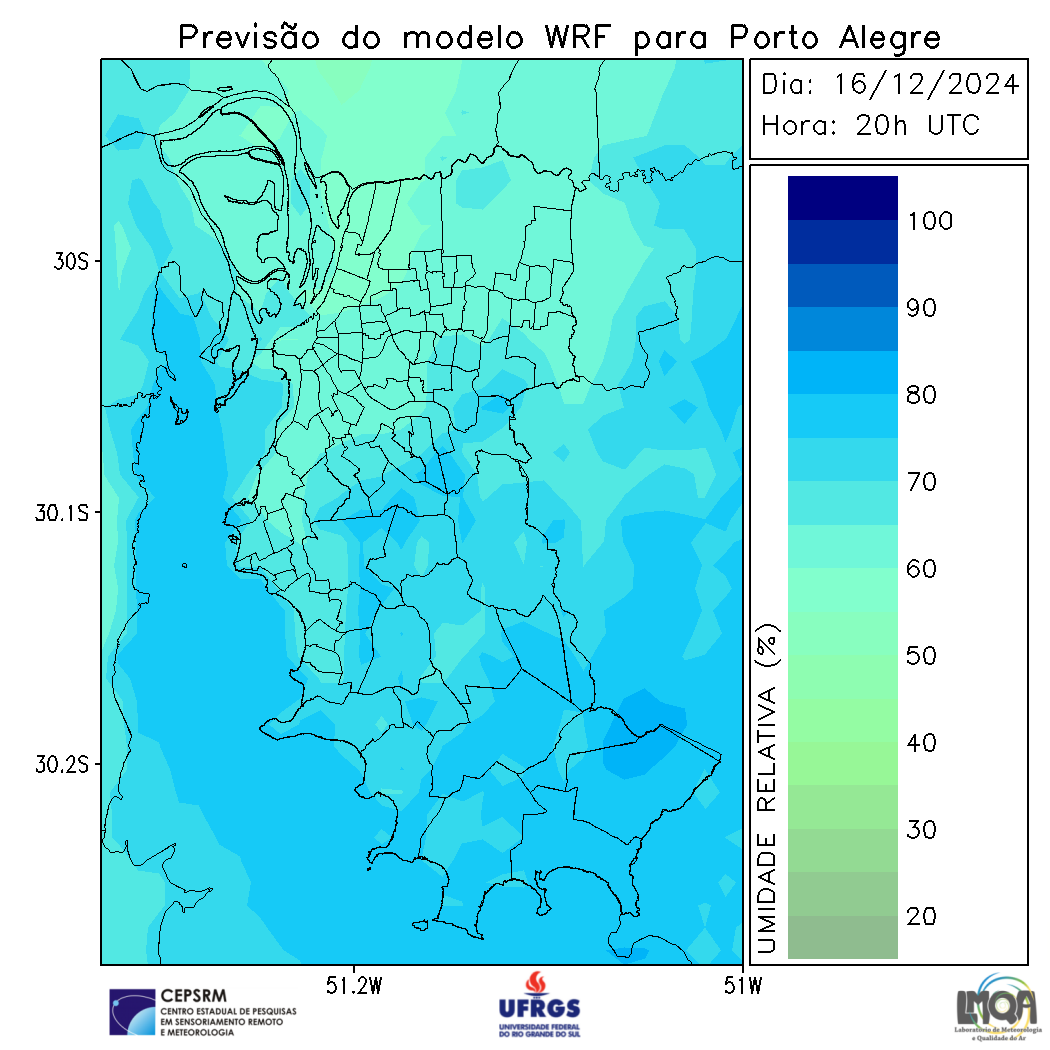 Previsão do modelo WRF para Porto Alegre
Dia: 16/12/2024
Hora: 20h UTC
100
90
80
70
60
50
40
30
20
UMIDADE RELATIVA (%)
30S
30.1S
30.2S
51.2W
51W
CEPSRM
CENTRO ESTADUAL DE PESQUISAS
EM SENSORIAMENTO REMOTO
E METEOROLOGIA
UFRGS
UNIVERSIDADE FEDERAL
DO RIO GRANDE DO SUL
LMQA
Laboratório de Meteorologia
e Qualidade do Ar